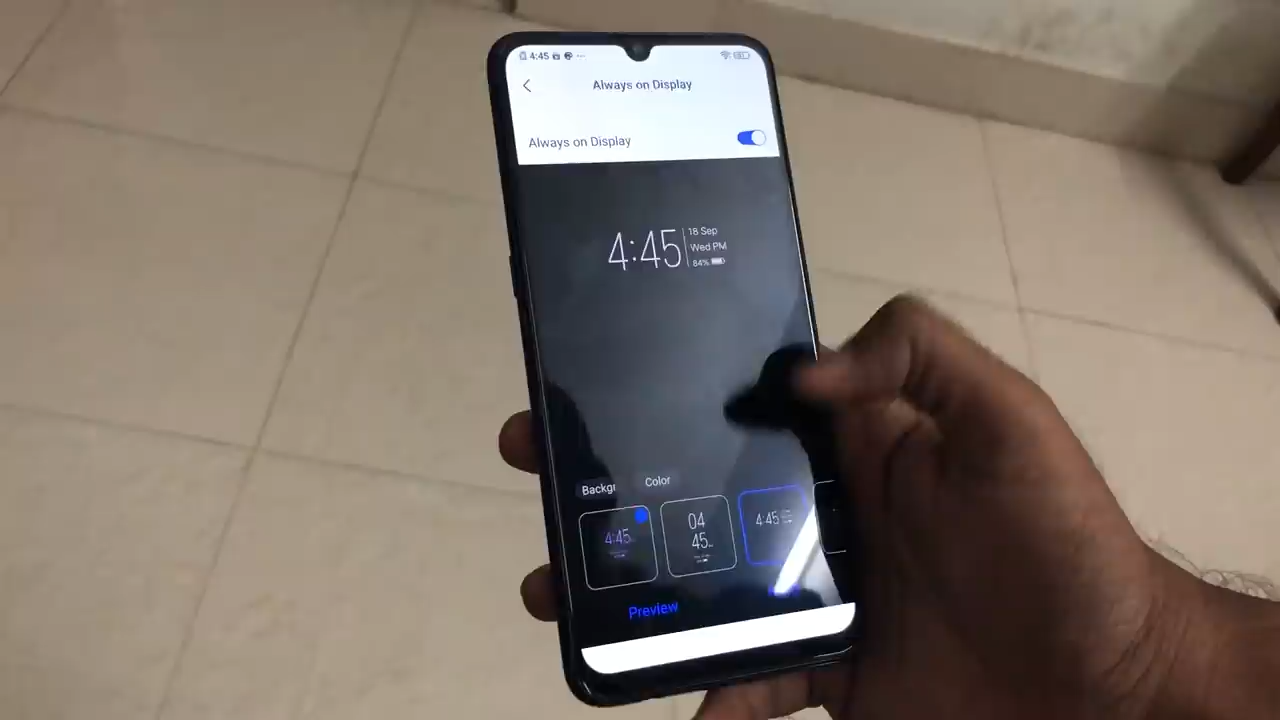 4:45
Always on Display
Always on Display
4:45
18 Sep
Wed PM
84%
Backgr
Color
4:45
04
45
4:45
Preview